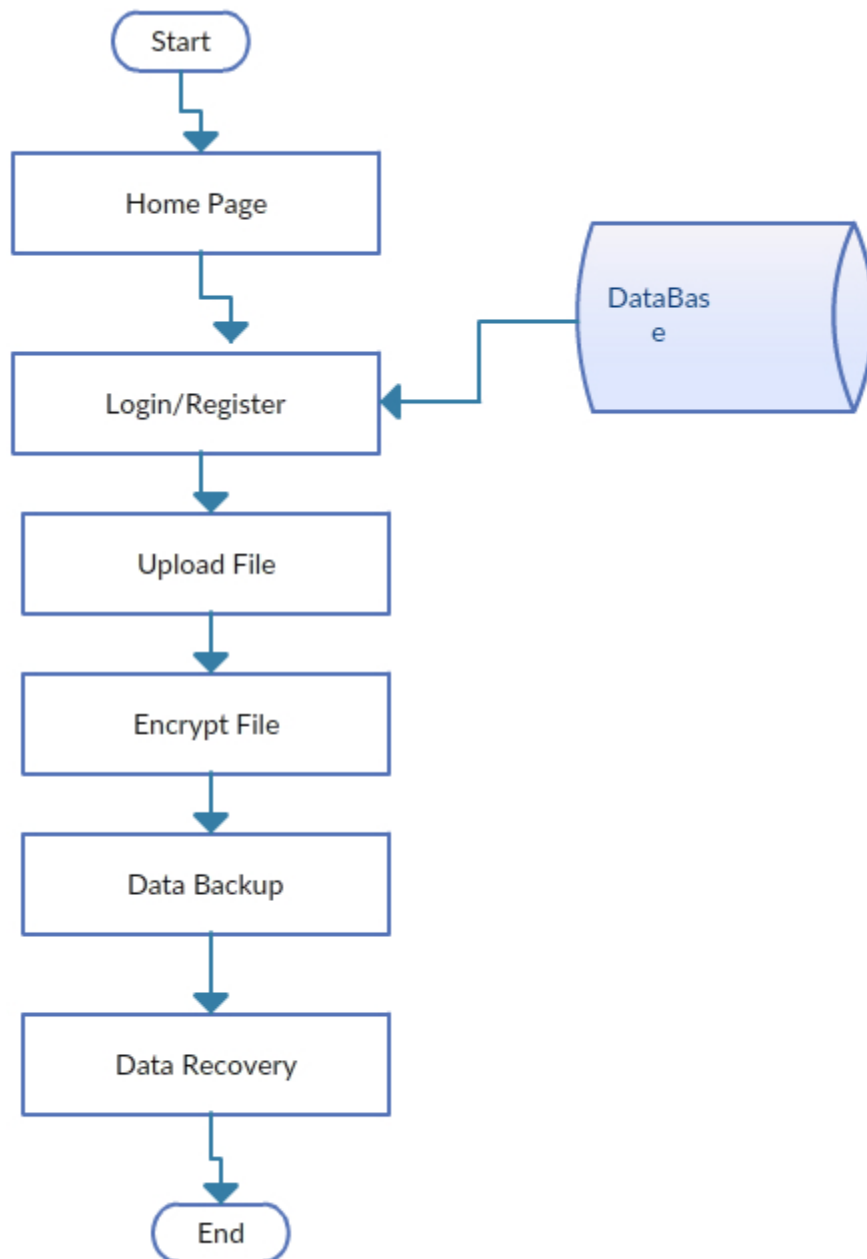 Start
Home Page
DataBas
e
Login/Register
Upload File
Encrypt File
Data Backup
Data Recovery
End